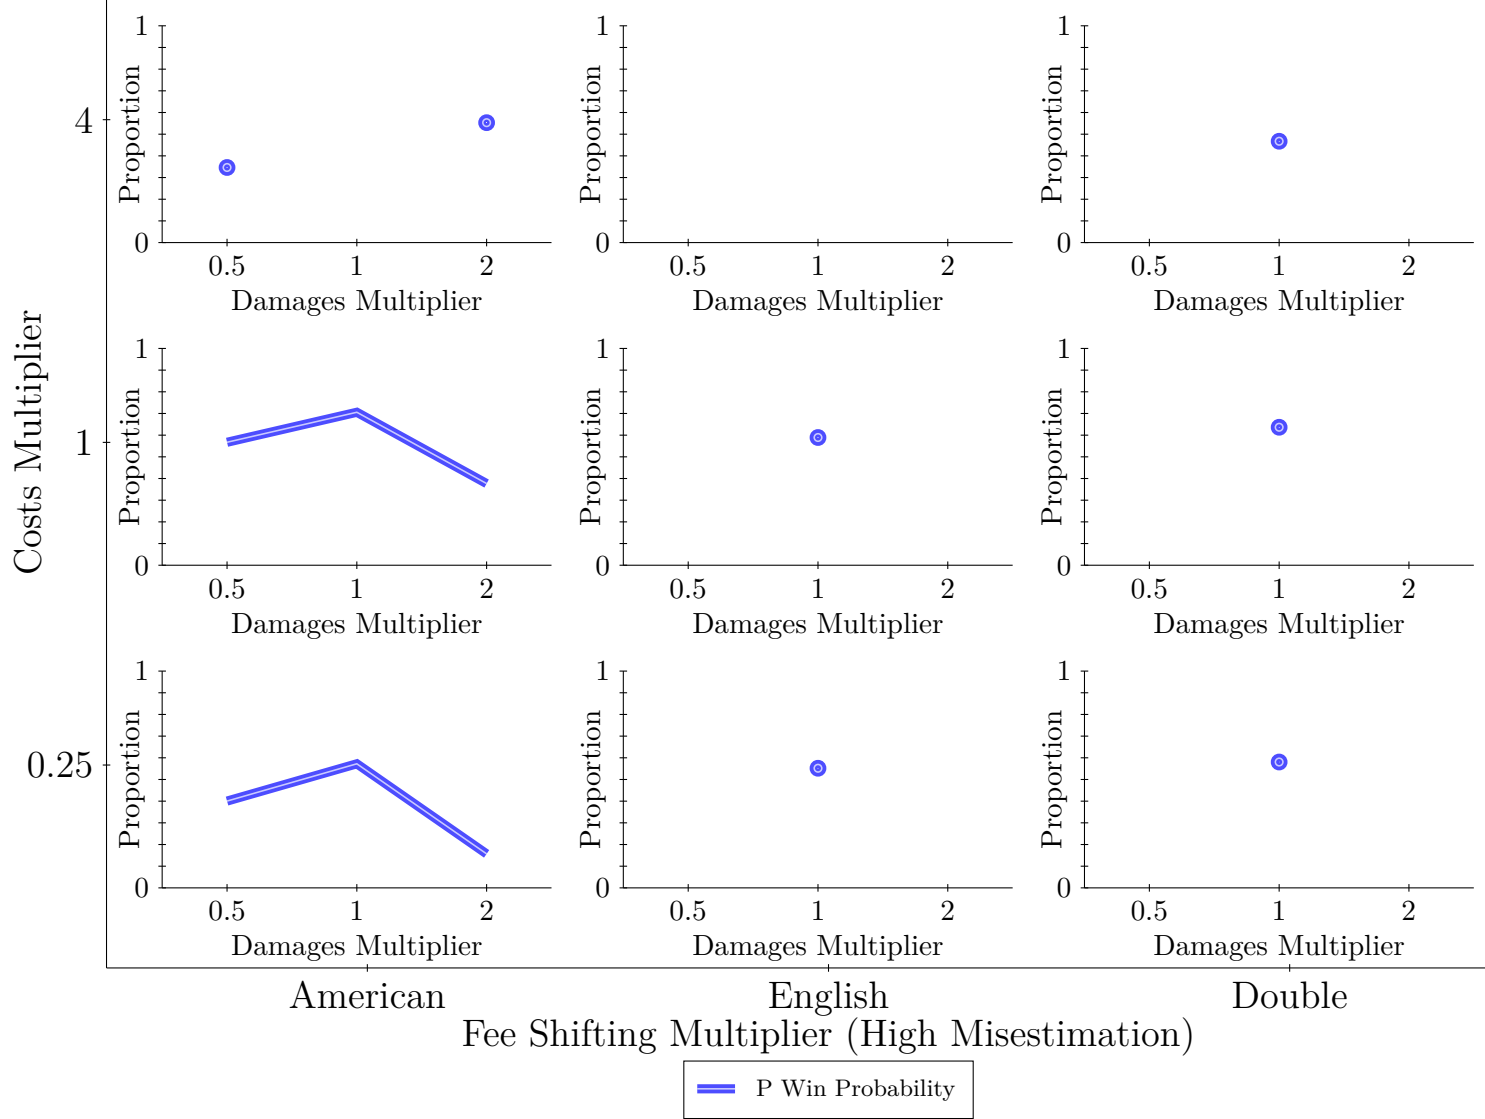 Costs Multiplier
4
1
0.25
Proportion
1
0
0.5 1 2
Damages Multiplier
Proportion
1
0
0.5 1 2
Damages Multiplier
Proportion
1
0
0.5 1 2
Damages Multiplier
Proportion
1
0
0.5 1 2
Damages Multiplier
Proportion
1
0
0.5 1 2
Damages Multiplier
Proportion
1
0
0.5 1 2
Damages Multiplier
Proportion
1
0
0.5 1 2
Damages Multiplier
Proportion
1
0
0.5 1 2
Damages Multiplier
Proportion
1
0
0.5 1 2
Damages Multiplier
American English Double
Fee Shifting Multiplier (High Misestimation)
P Win Probability